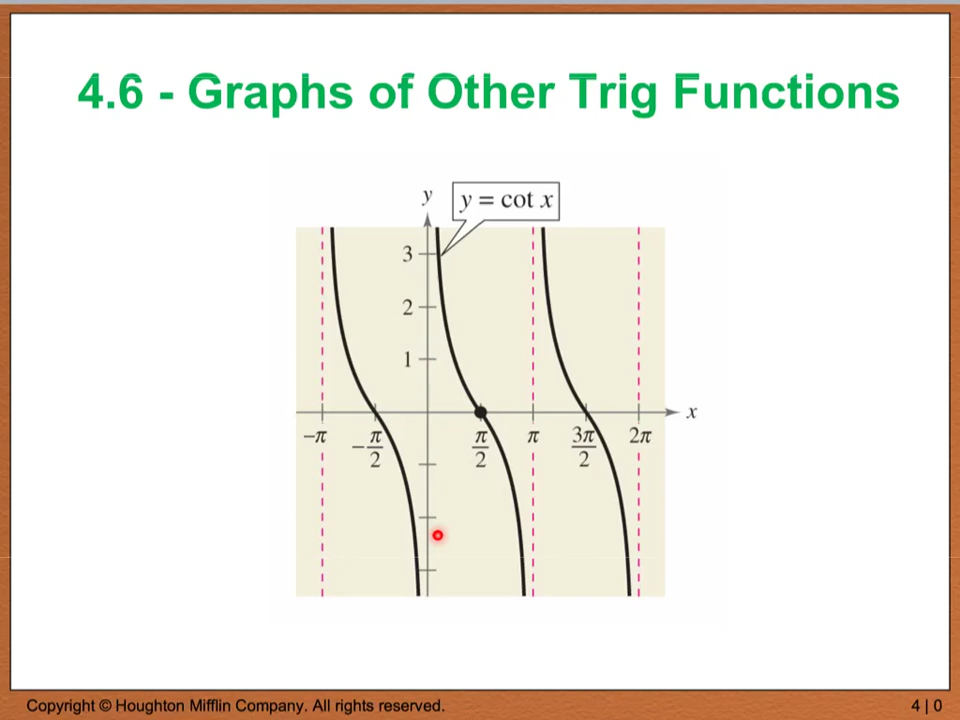 4.6 - Graphs of Other Trig Functions
y
y = cot x
3
2
1
x
−π
−π/2
π/2
π
3π/2
2π
Copyright © Houghton Mifflin Company. All rights reserved.
4 | 0